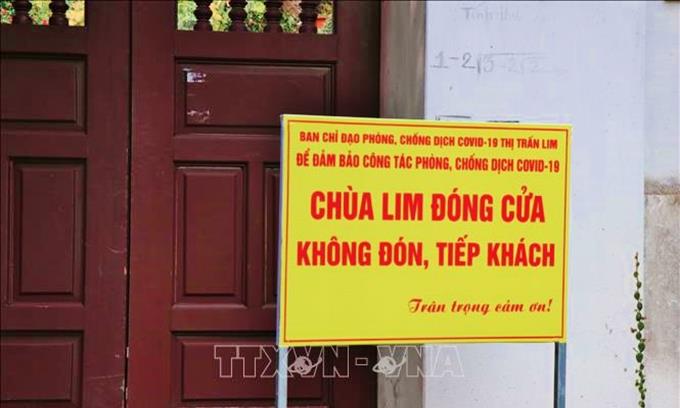 BAN CHỈ ĐẠO PHÒNG, CHỐNG DỊCH COVID-19 THỊ TRẤN LIM
ĐỂ ĐẢM BẢO CÔNG TÁC PHÒNG, CHỐNG DỊCH COVID-19
CHÙA LIM ĐÓNG CỬA
KHÔNG ĐÓN, TIẾP KHÁCH
Trân trọng cảm ơn!
TTXVN-VNA